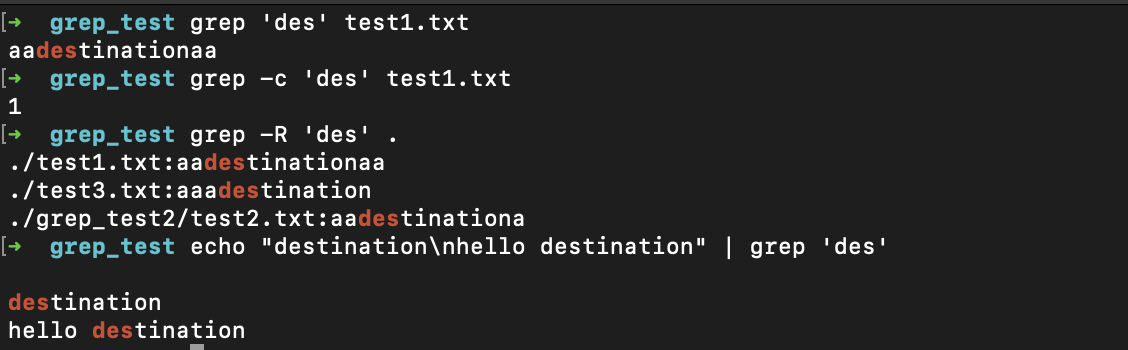 [→ grep_test grep 'des' test1.txt
aadestinationaa
[→ grep_test grep -c 'des' test1.txt
1
[→ grep_test grep -R 'des' .
./test1.txt:aadestinationaa
./test3.txt:aaadestination
./grep_test2/test2.txt:aadestinationa
[→ grep_test echo "destination\nhello destination" | grep 'des'
destination
hello destination